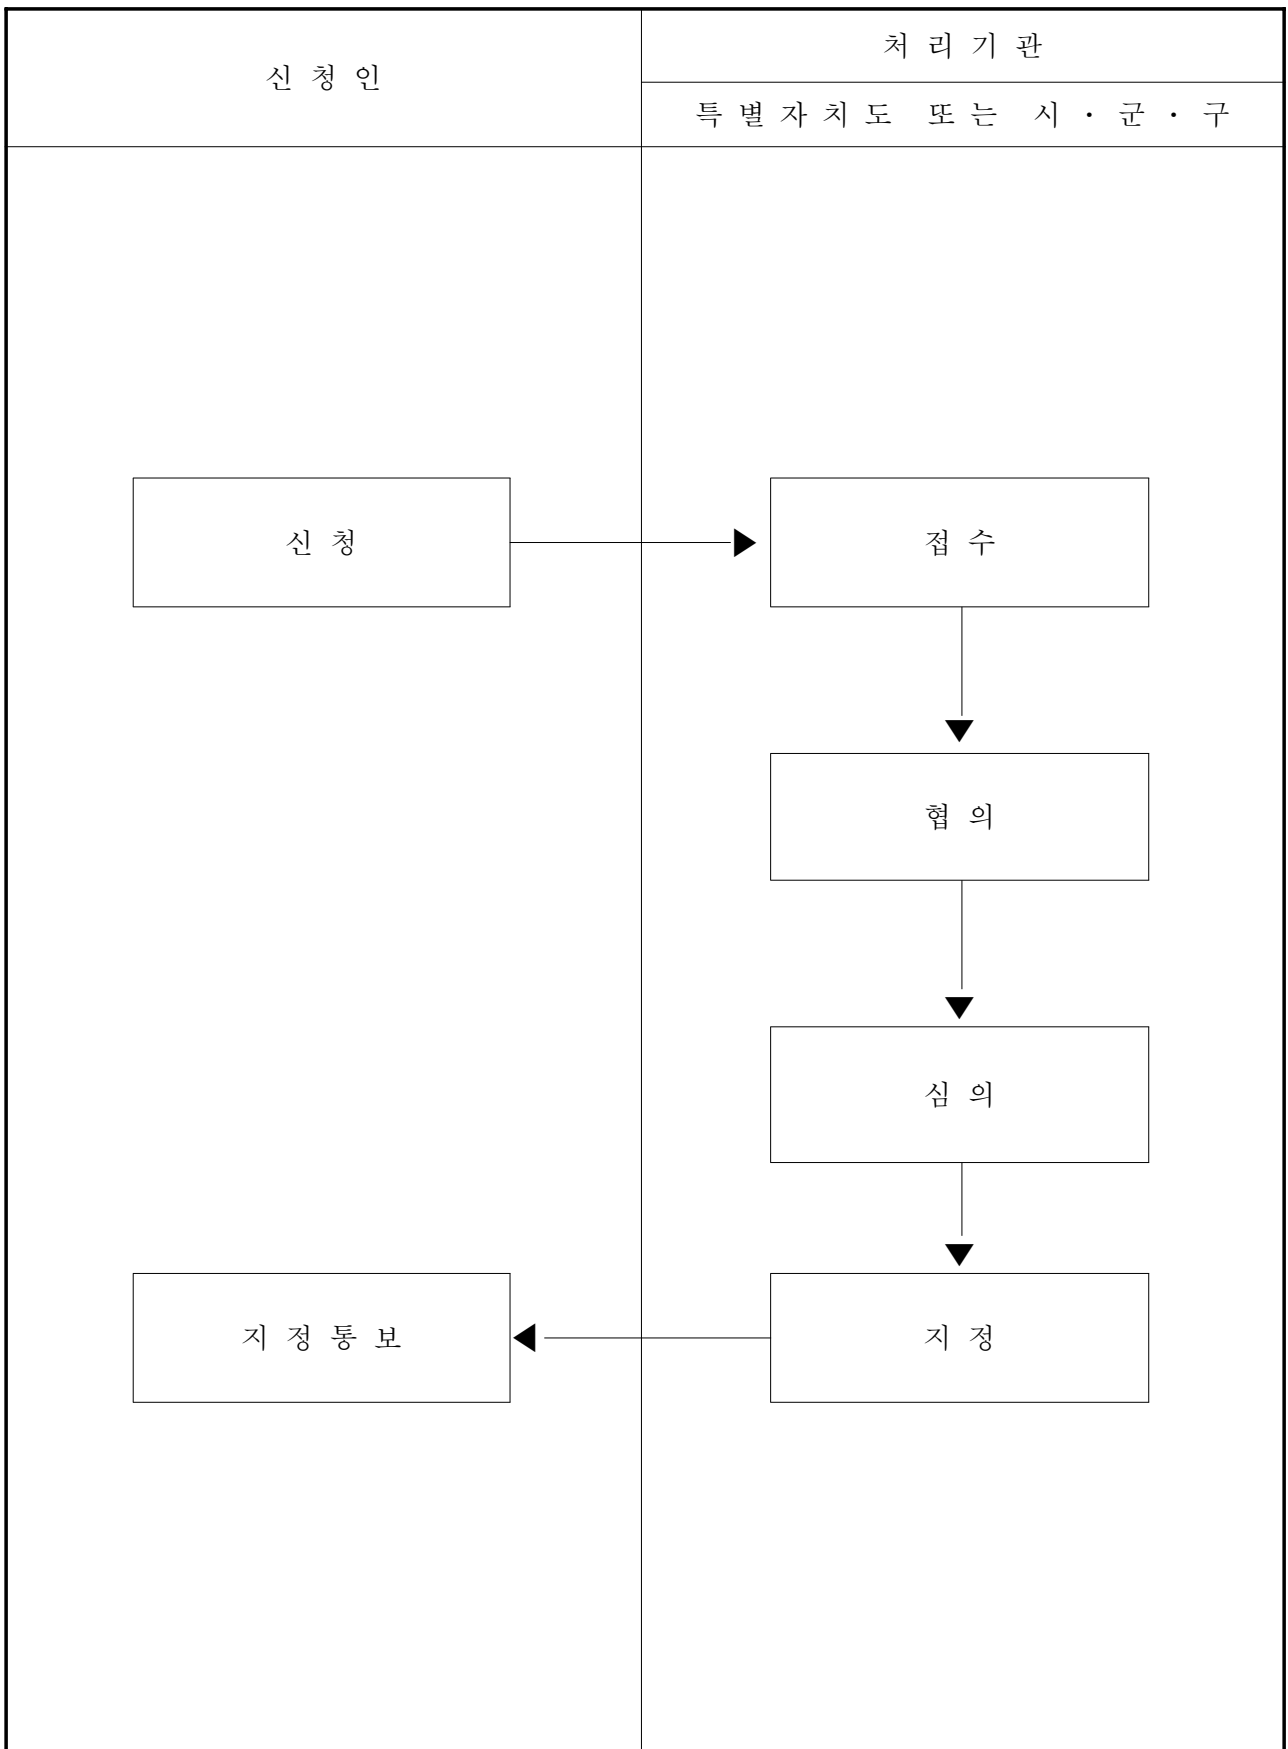 신 청 인
처 리 기 관
특 별 자 치 도 또 는 시 · 군 · 구
신 청
접 수
협 의
심 의
지 정 통 보
지 정